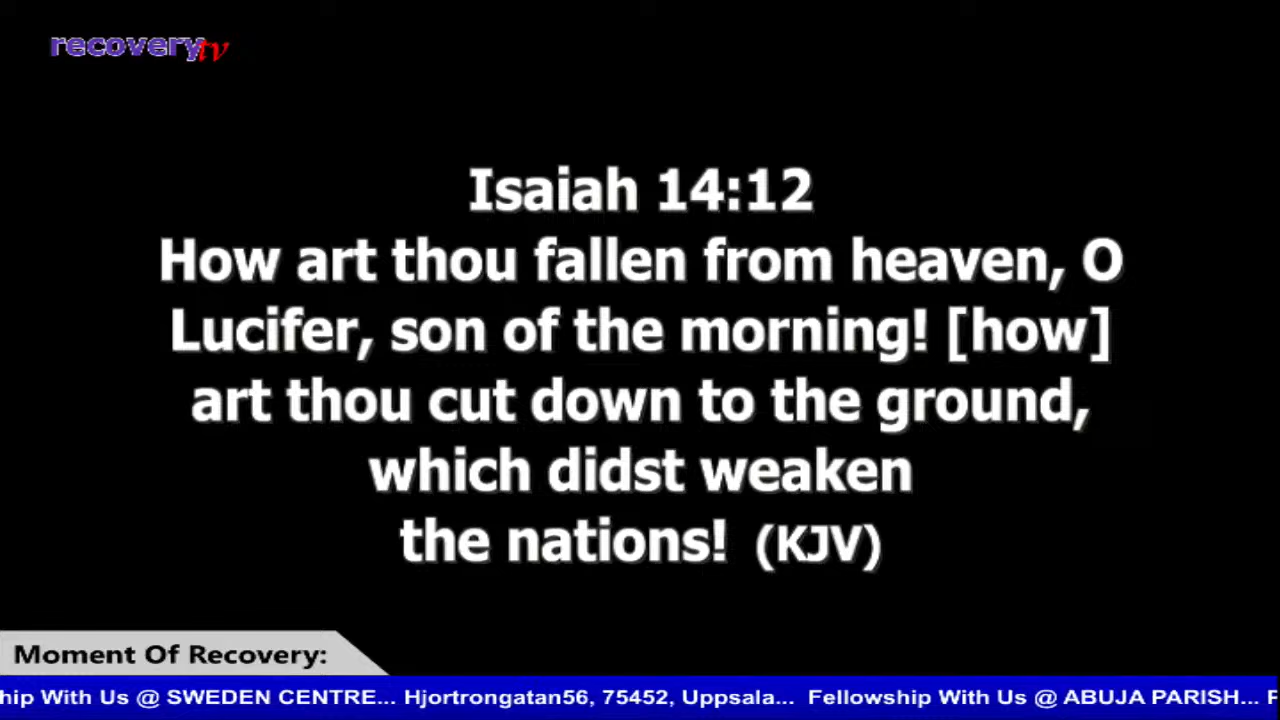 recoverytv
Isaiah 14:12
How art thou fallen from heaven, O
Lucifer, son of the morning! [how]
art thou cut down to the ground,
which didst weaken
the nations! (KJV)
Moment Of Recovery:
hip With Us @ SWEDEN CENTRE... Hjortrongatan56, 75452, Uppsala... Fellowship With Us @ ABUJA PARISH...